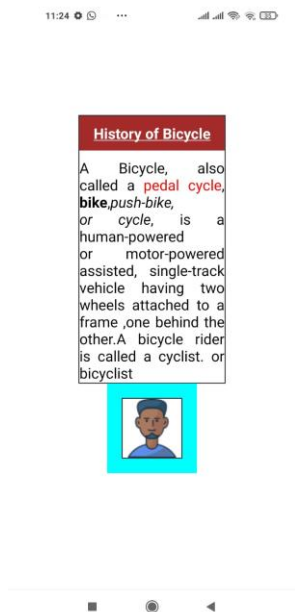 11:24
History of Bicycle
A Bicycle, also
called a pedal cycle,
bike,push-bike,
or cycle, is a
human-powered
or motor-powered
assisted, single-track
vehicle having two
wheels attached to a
frame ,one behind the
other.A bicycle rider
is called a cyclist. or
bicyclist